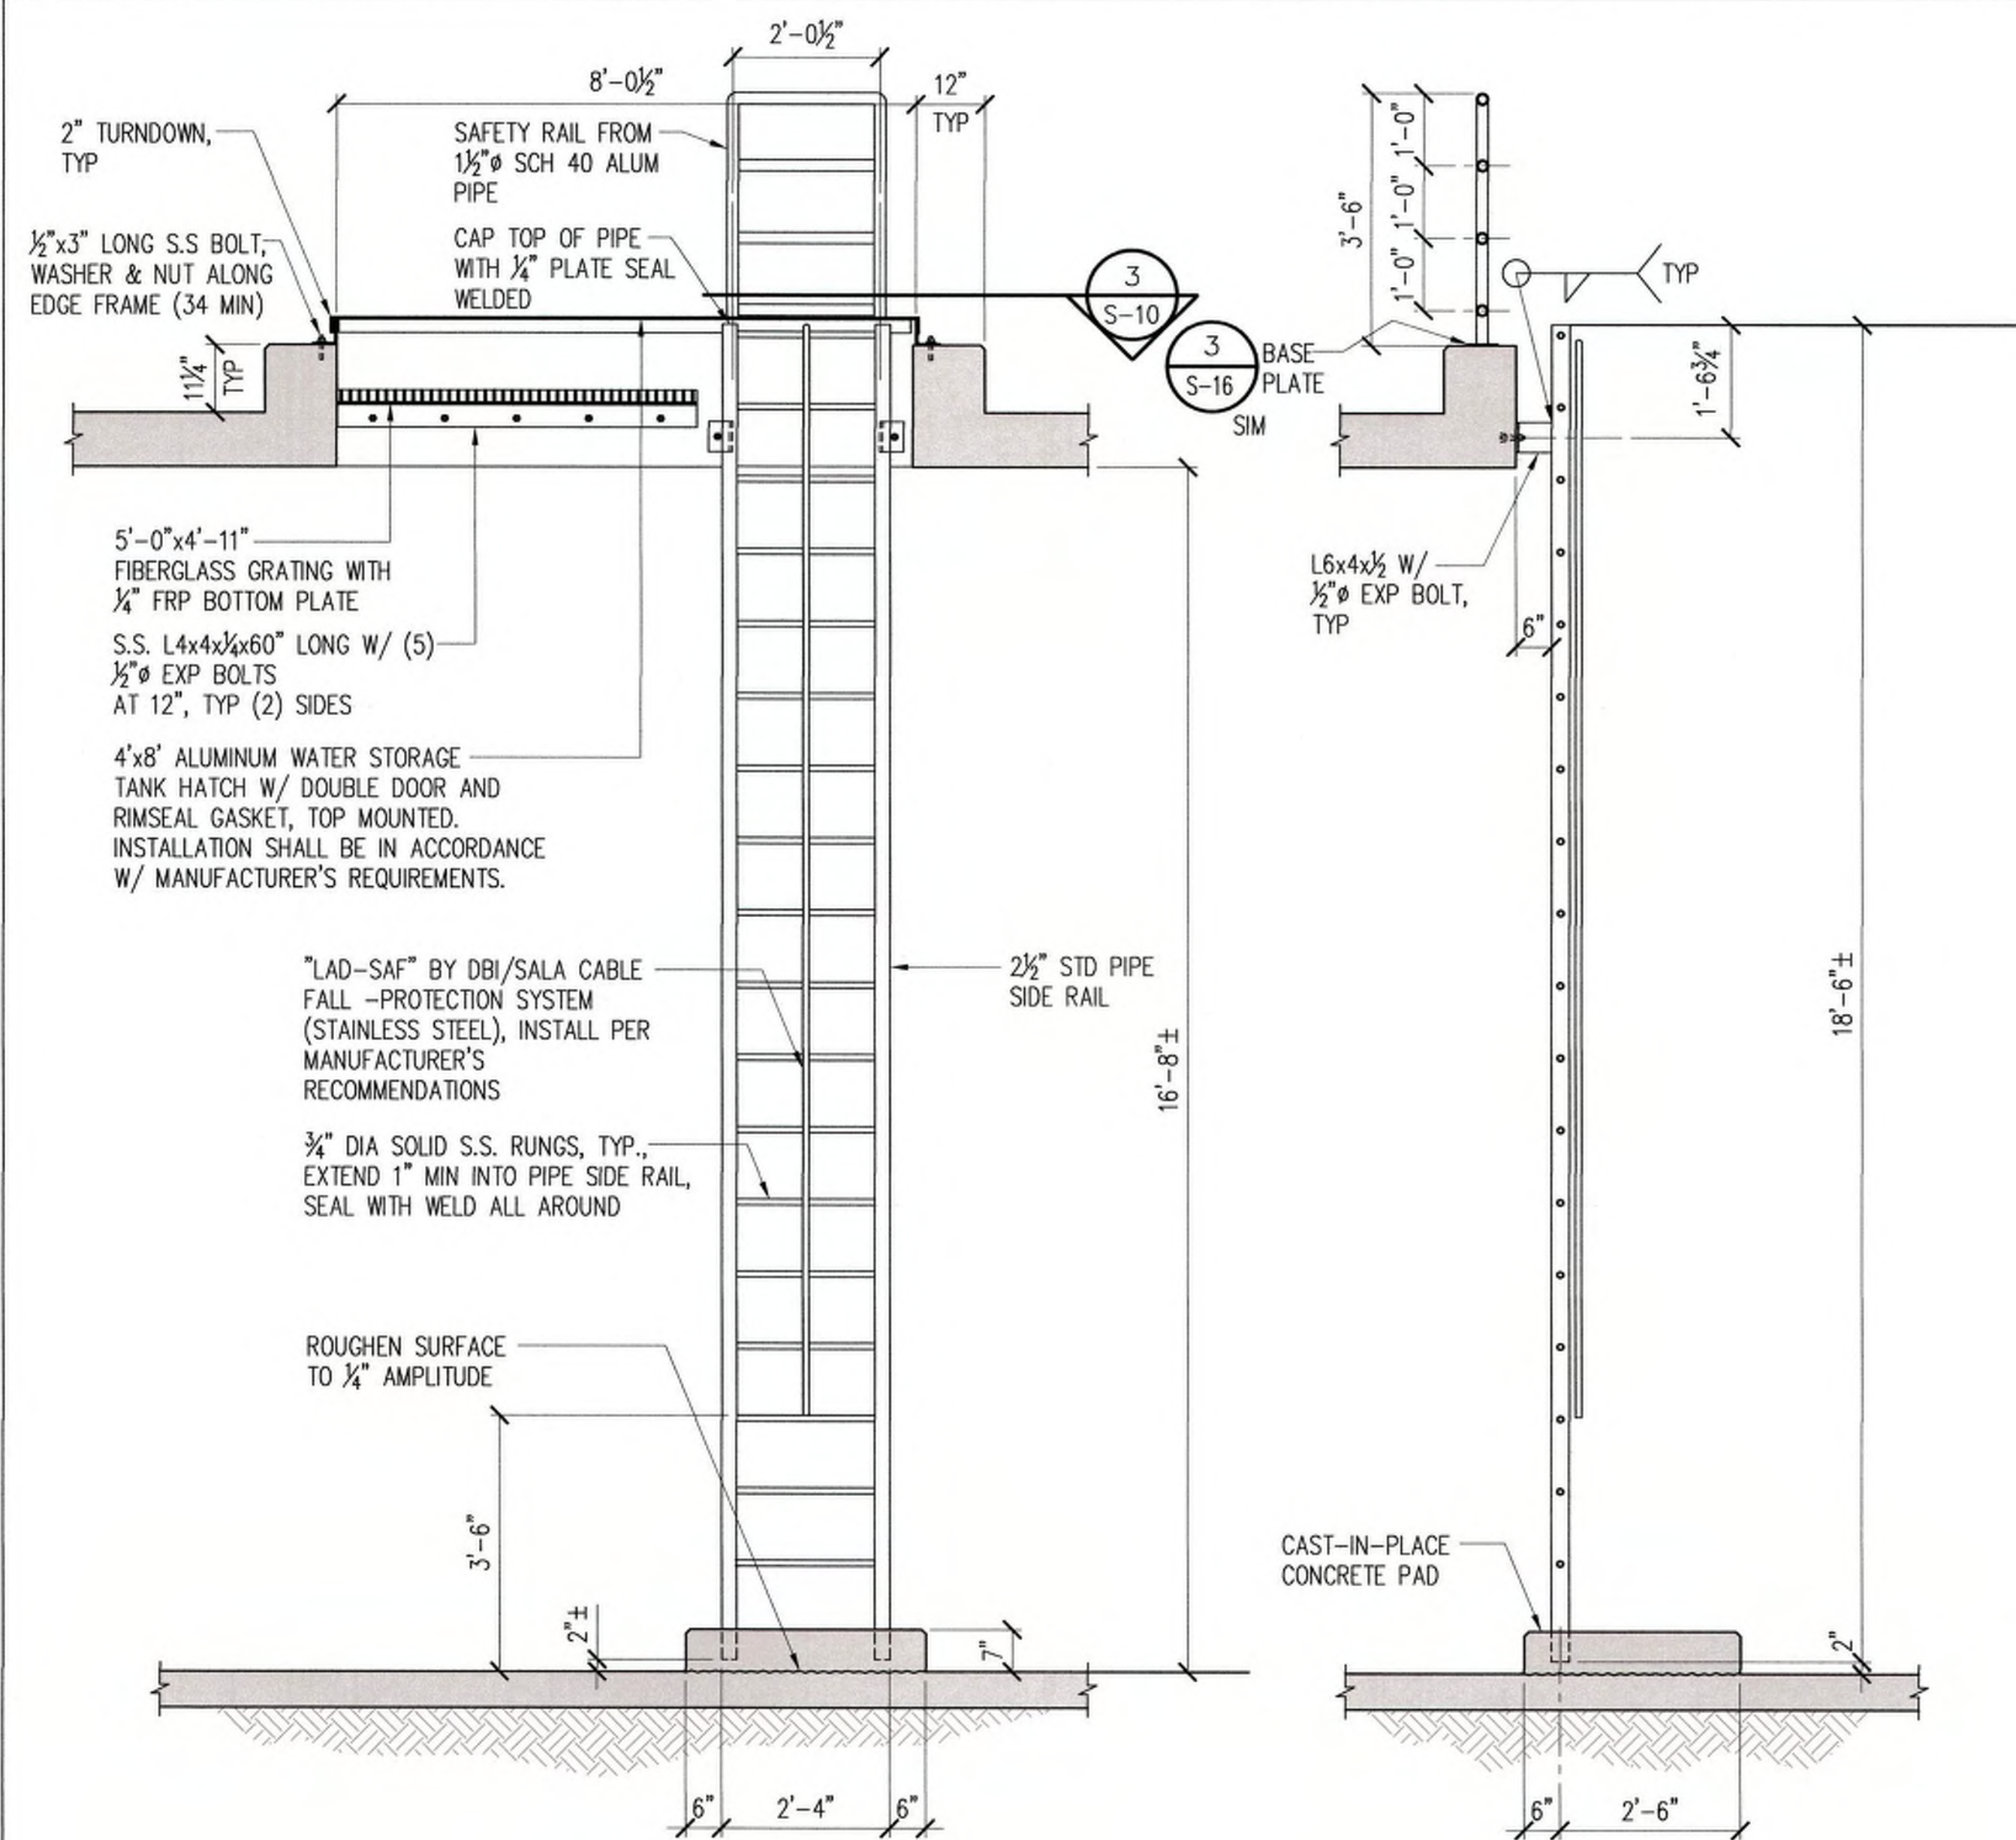 2'-0½"
8'-0½"
12"
TYP
2" TURNDOWN,
TYP
SAFETY RAIL FROM
1½"ø SCH 40 ALUM
PIPE
½"x3" LONG S.S BOLT,
WASHER & NUT ALONG
EDGE FRAME (34 MIN)
CAP TOP OF PIPE
WITH ¼" PLATE SEAL
WELDED
11¼"
TYP
3
S-10
3
S-16
SIM
BASE
PLATE
3'-6"
1'-0"
1'-0"
1'-0"
TYP
1'-6¾"
5'-0"x4'-11"
FIBERGLASS GRATING WITH
¼" FRP BOTTOM PLATE
S.S. L4x4x¼x60" LONG W/ (5)
½"ø EXP BOLTS
AT 12", TYP (2) SIDES
L6x4x½ W/
½"ø EXP BOLT,
TYP
6"
4'x8' ALUMINUM WATER STORAGE
TANK HATCH W/ DOUBLE DOOR AND
RIMSEAL GASKET, TOP MOUNTED.
INSTALLATION SHALL BE IN ACCORDANCE
W/ MANUFACTURER'S REQUIREMENTS.
"LAD-SAF" BY DBI/SALA CABLE
FALL -PROTECTION SYSTEM
(STAINLESS STEEL), INSTALL PER
MANUFACTURER'S
RECOMMENDATIONS
2½" STD PIPE
SIDE RAIL
16'-8"±
18'-6"±
¾" DIA SOLID S.S. RUNGS, TYP.,
EXTEND 1" MIN INTO PIPE SIDE RAIL,
SEAL WITH WELD ALL AROUND
ROUGHEN SURFACE
TO ¼" AMPLITUDE
3'-6"
2"±
7"
CAST-IN-PLACE
CONCRETE PAD
2"
6"
2'-4"
6"
6"
2'-6"